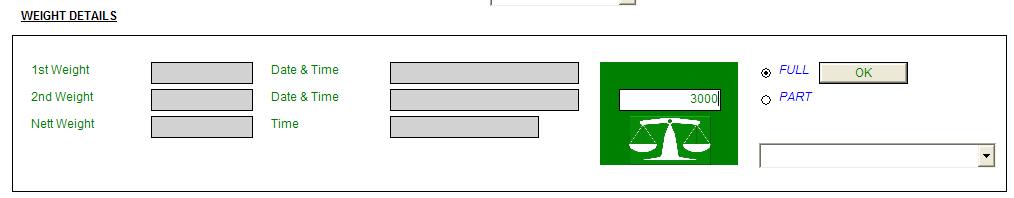 WEIGHT DETAILS
1st Weight Date & Time FULL OK
2nd Weight Date & Time 3000 PART
Nett Weight Time